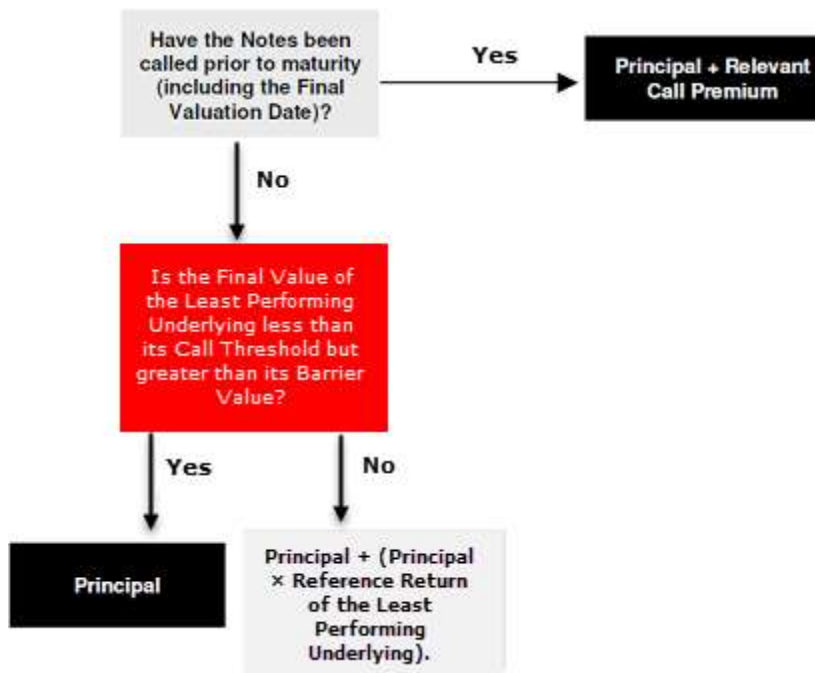 Have the Notes been
called prior to maturity
(including the Final
Valuation Date)?
Yes
Principal + Relevant
Call Premium
No
Is the Final Value of
the Least Performing
Underlying less than
its Call Threshold but
greater than its Barrier
Value?
Yes
No
Principal
Principal + (Principal
× Reference Return
of the Least
Performing
Underlying).